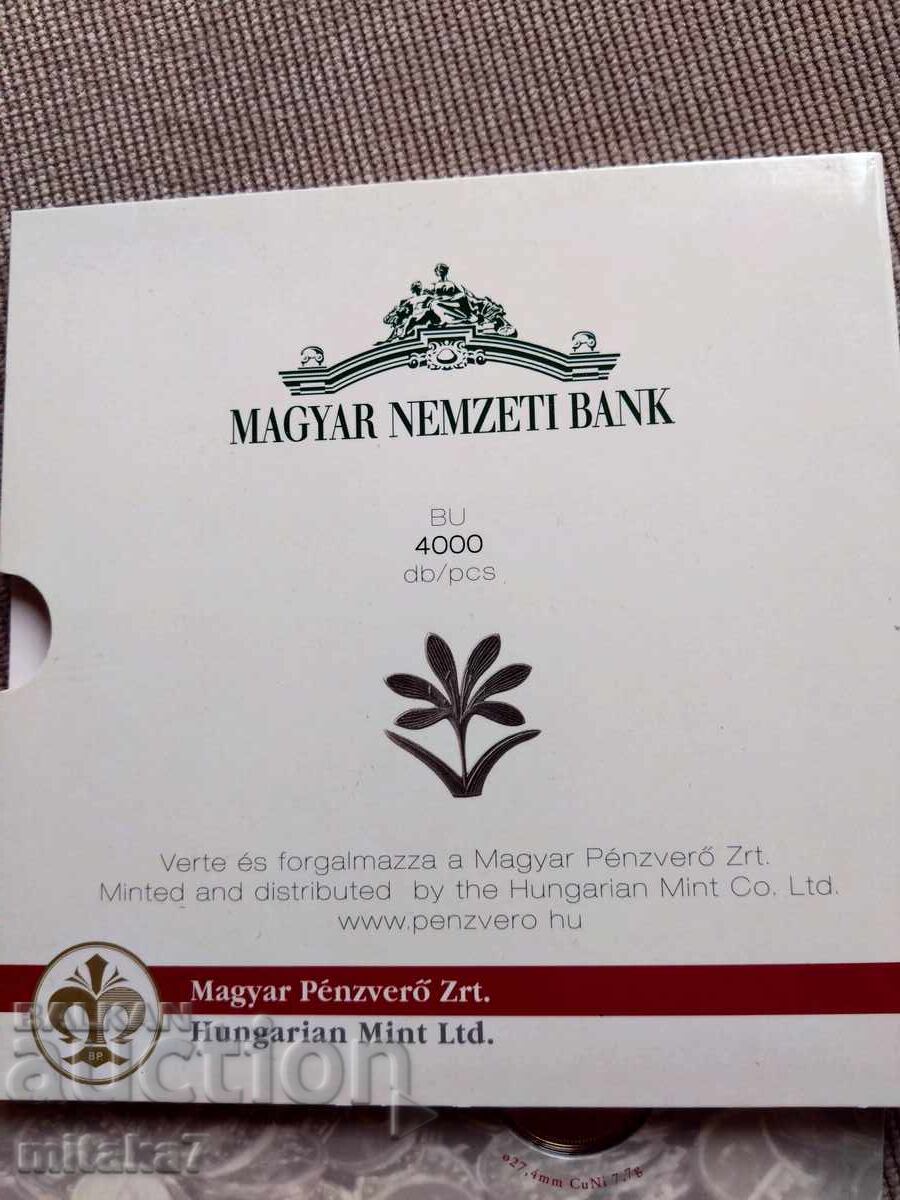 MAGYAR NEMZETI BANK
BU
4000
db/pcs
Verte és forgalmazza a Magyar Pénzverő Zrt.
Minted and distributed by the Hungarian Mint Co. Ltd.
www.penzvero hu
Magyar Pénzverő Zrt.
Hungarian Mint Ltd.
BP.
BALKAN
auction
mitaka7
ø27,4mm CuNi 7,7g